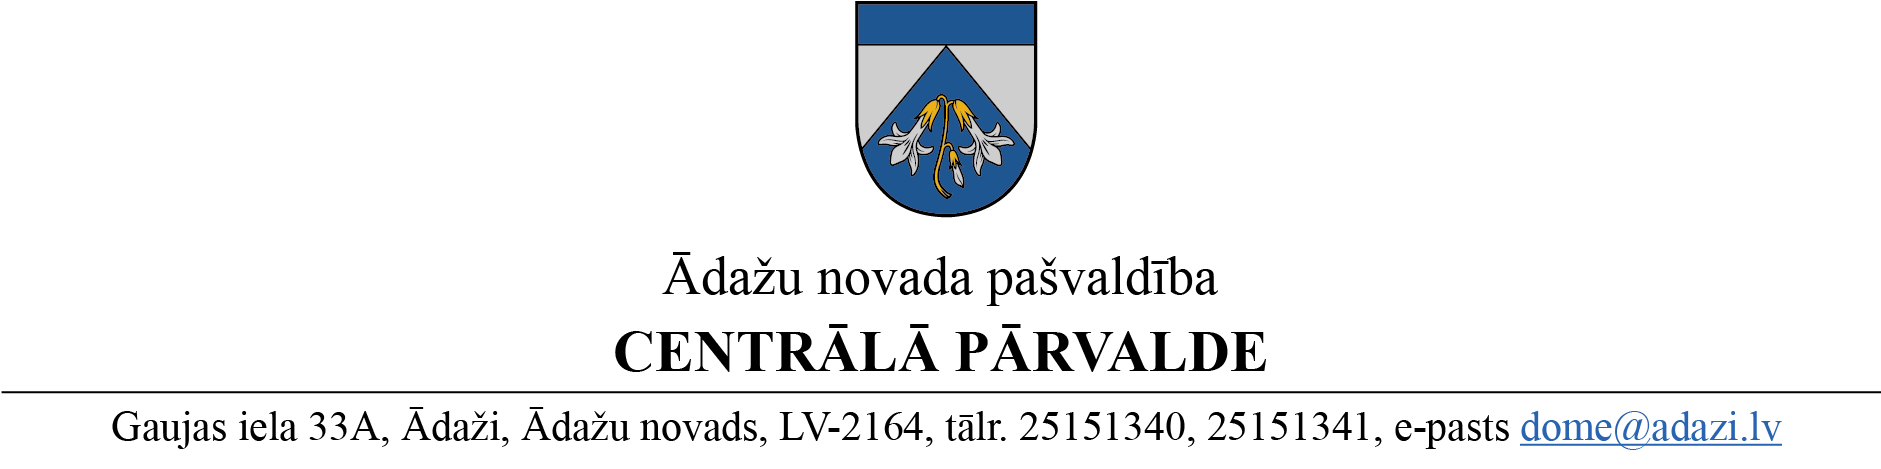 Ādažu novada pašvaldība
CENTRĀLĀ PĀRVALDE
Gaujas iela 33A, Ādaži, Ādažu novads, LV-2164, tālr. 25151340, 25151341, e-pasts dome@adazi.lv